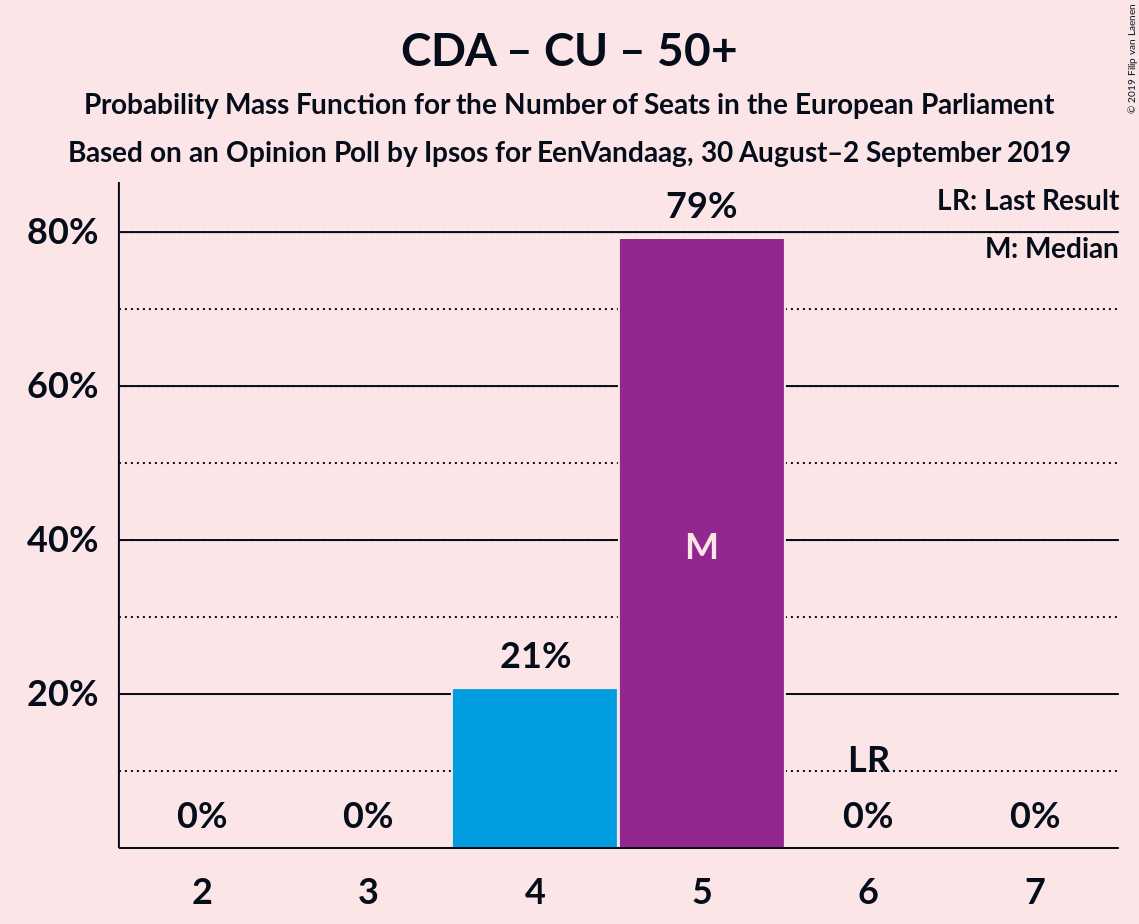 CDA – CU – 50+
Probability Mass Function for the Number of Seats in the European Parliament
Based on an Opinion Poll by Ipsos for EenVandaag, 30 August–2 September 2019
© 2019 Filip van Laenen
LR: Last Result
M: Median
80%
60%
40%
20%
0%
0%
21%
79%
M
LR
0%
0%
2
3
4
5
6
7